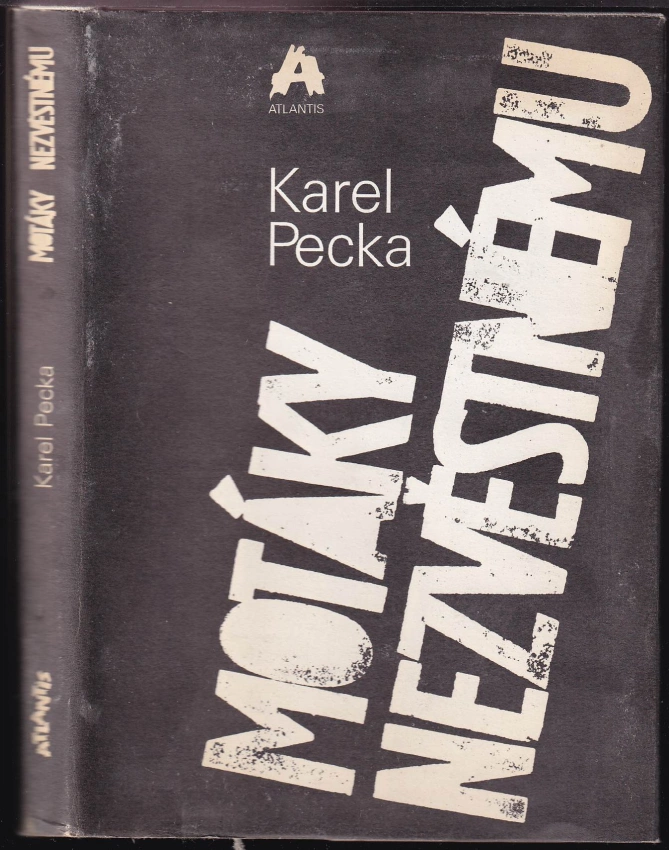 MOTÁKY NEZVĚSTNÉMU
Karel Pecka
ATLANTIS
ATLANTIS
Karel
Pecka
MOTÁKY
NEZVĚSTNÉMU